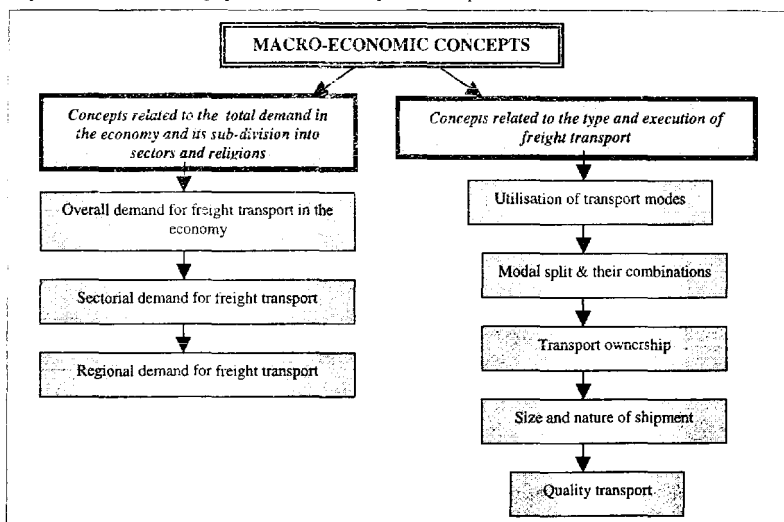 MACRO-ECONOMIC CONCEPTS
Concepts related to the total demand in
the economy and its sub-division into
sectors and religions
Overall demand for freight transport in the
economy
Sectorial demand for freight transport
Regional demand for freight transport
Concepts related to the type and execution of
freight transport
Utilisation of transport modes
Modal split & their combinations
Transport ownership
Size and nature of shipment
Quality transport